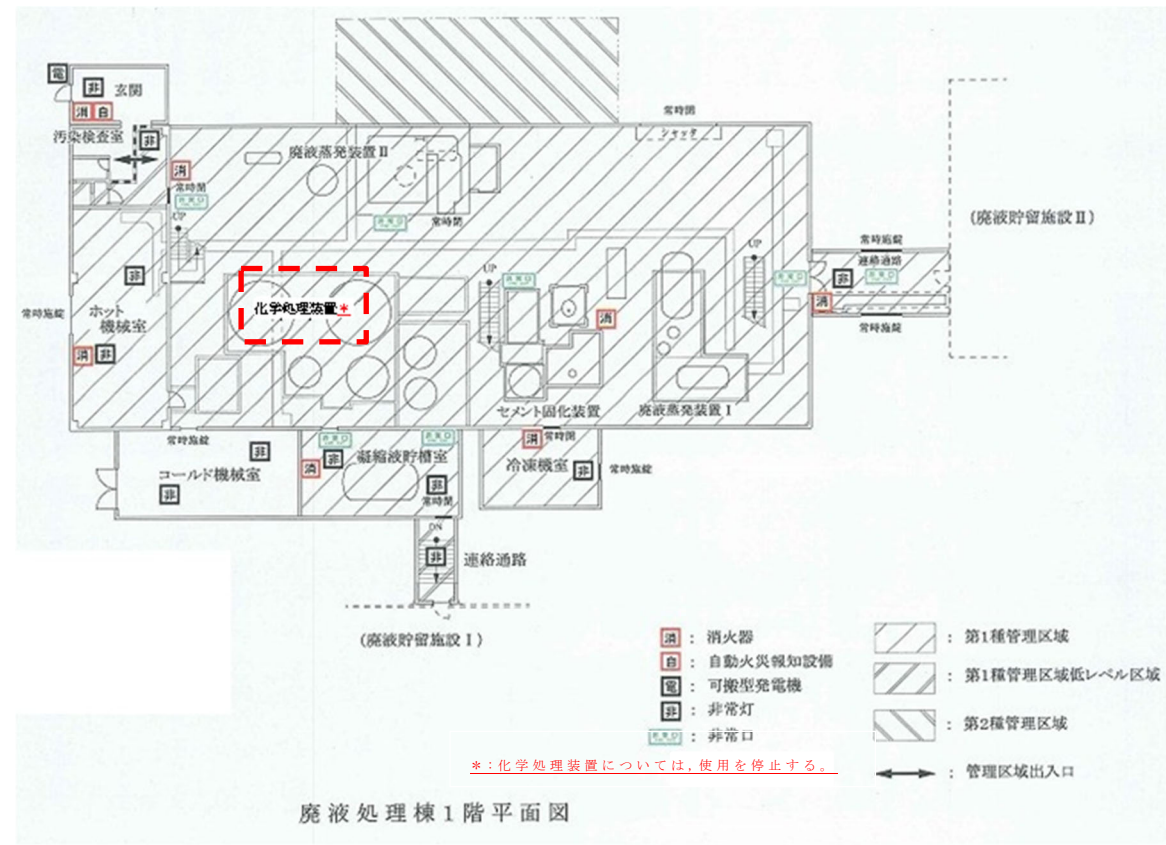 電
非
玄関
消 自
汚染検査室
非
消
常時閉
非常口
UP
廃液蒸発装置Ⅱ
常時閉
非常口
常時閉
シャッタ
(廃液貯留施設Ⅱ)
常時施錠
連絡通路
非
非常口
消
常時施錠
UP
非常口
UP
非常口
消
化学処理装置*
非
ホット
機械室
常時施錠
消 非
セメント固化装置
廃液蒸発装置Ⅰ
常時施錠
非常口
非常口
消
常時閉
非
コールド機械室
非
消
非
凝縮液貯槽室
非
常時閉
冷凍機室
非
常時施錠
DN
非
連絡通路
(廃液貯留施設Ⅰ)
消 : 消火器
自 : 自動火災報知設備
電 : 可搬型発電機
非 : 非常灯
非常口 : 非常口
: 第1種管理区域
: 第1種管理区域低レベル区域
: 第2種管理区域
: 管理区域出入口
*:化学処理装置については,使用を停止する。
廃液処理棟1階平面図